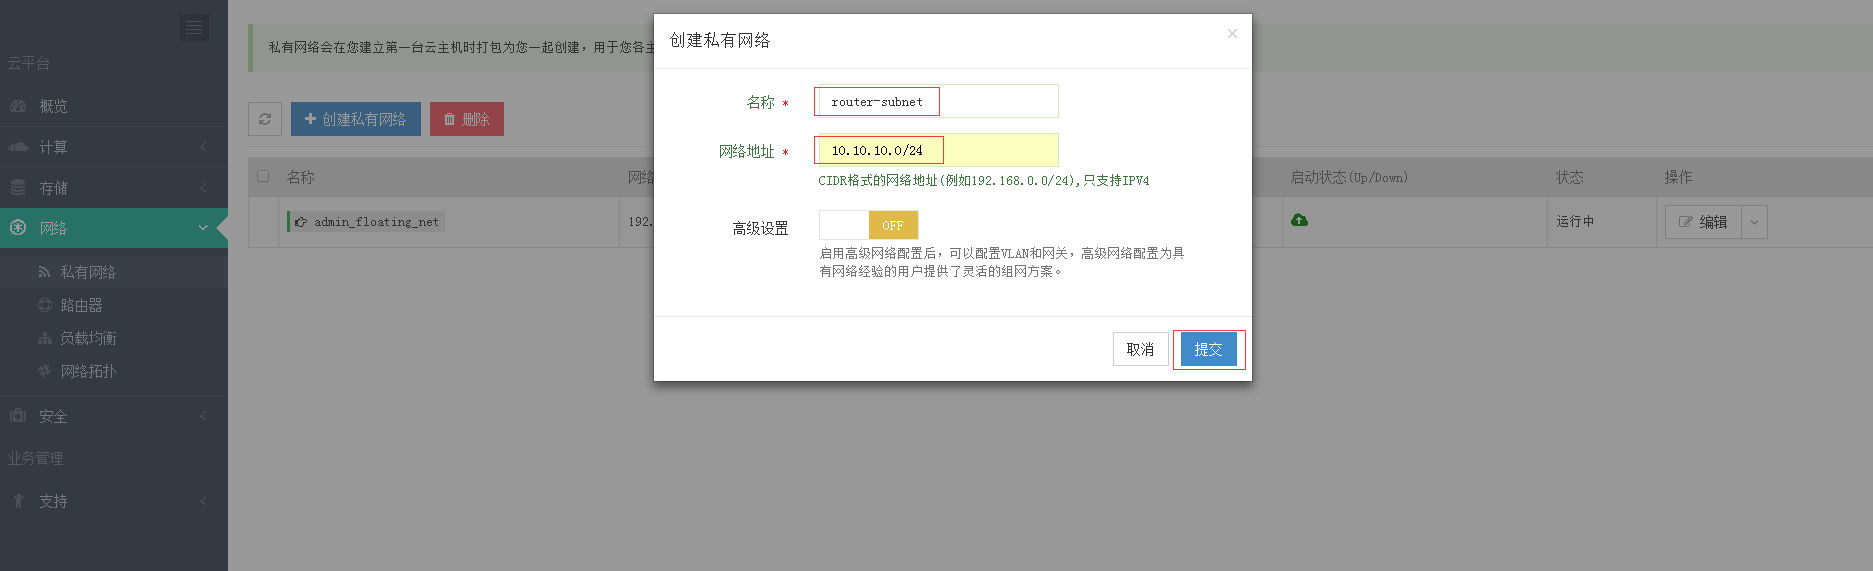 云平台
概览
计算
存储
网络
私有网络
路由器
负载均衡
网络拓扑
安全
业务管理
支持
私有网络会在您建立第一台云主机时打包为您一起创建，用于您各主
创建私有网络
删除
名称
网络
启动状态(Up/Down)
状态
操作
admin_floating_net
192.
运行中
编辑
创建私有网络
×
名称 *
router-subnet
网络地址 *
10.10.10.0/24
CIDR格式的网络地址(例如192.168.0.0/24),只支持IPV4
高级设置
OFF
启用高级网络配置后，可以配置VLAN和网关，高级网络配置为具
有网络经验的用户提供了灵活的组网方案。
取消
提交